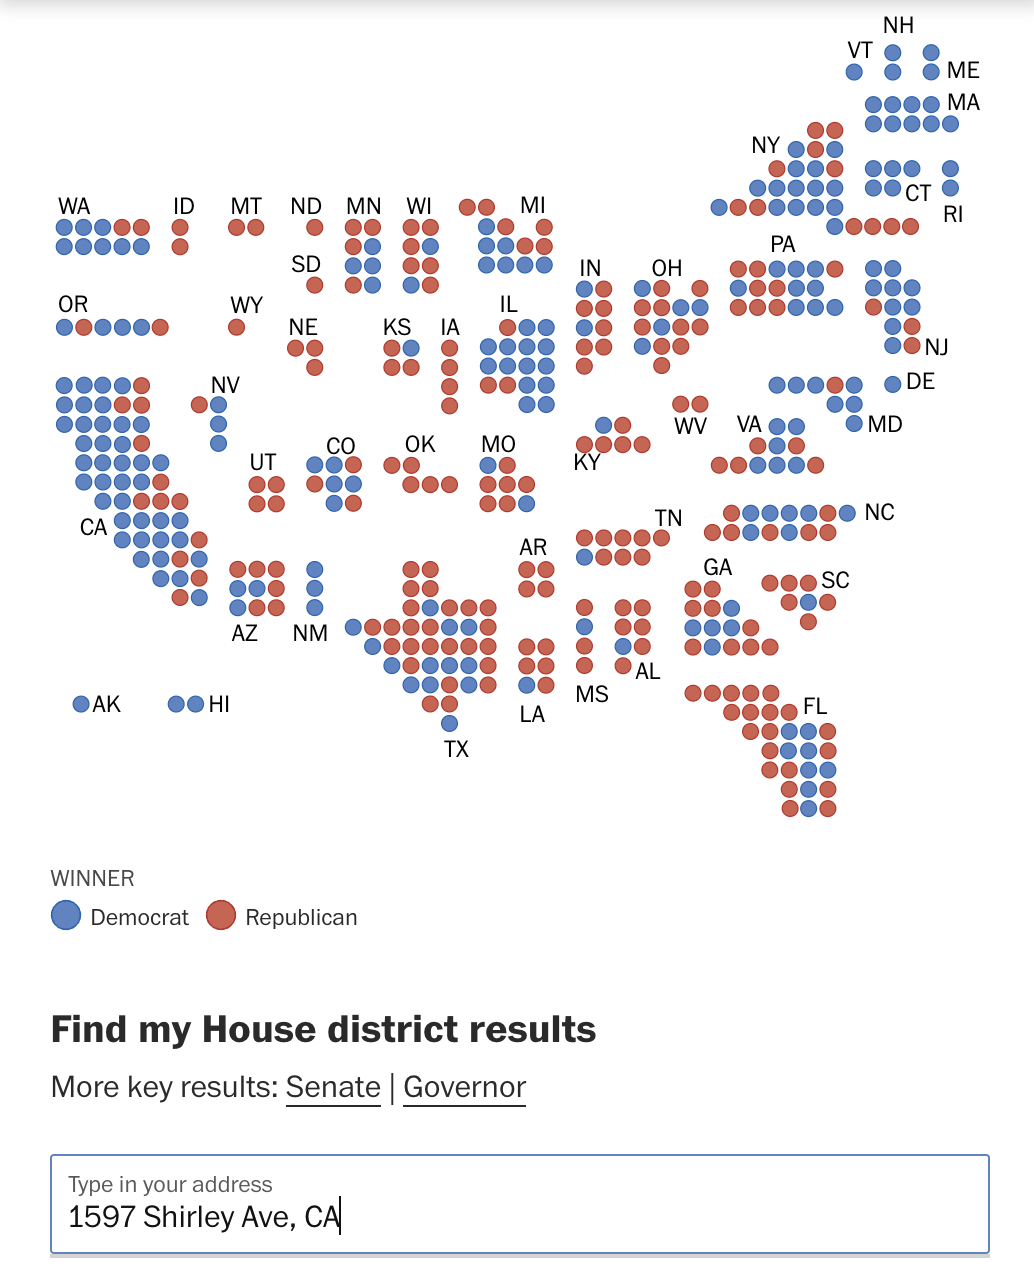 NH
VT
ME
MA
NY
CT
RI
WA
ID
MT
ND
MN
WI
MI
SD
PA
IN
OH
OR
WY
NE
KS
IA
IL
NJ
NV
DE
WV
VA
MD
UT
CO
OK
MO
KY
CA
TN
NC
AR
GA
SC
AZ
NM
AK
HI
TX
LA
MS
AL
FL
WINNER
Democrat
Republican
Find my House district results
More key results: Senate | Governor
Type in your address
1597 Shirley Ave, CA